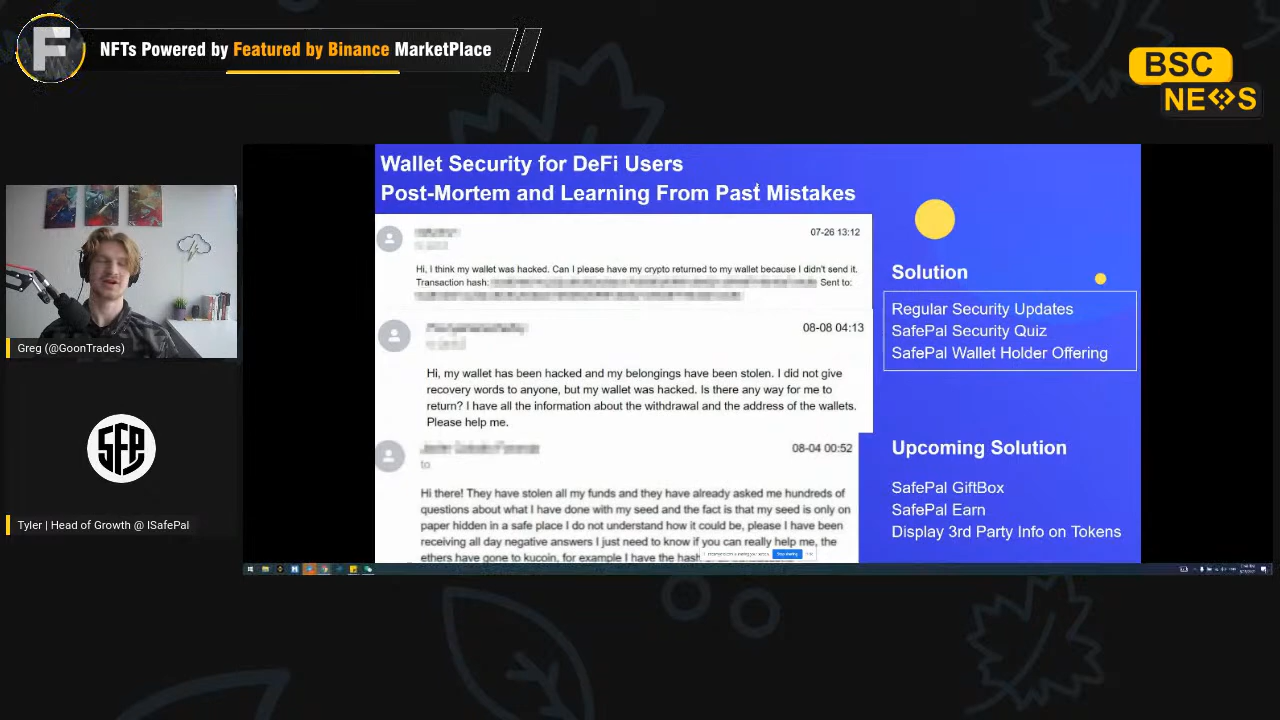 F NFTs Powered by Featured by Binance MarketPlace
BSC
NEWS
Wallet Security for DeFi Users
Post-Mortem and Learning From Past Mistakes
07-26 13:12
Hi, I think my wallet was hacked. Can I please have my crypto returned to my wallet because I didn't send it.
Transaction hash: Sent to:
08-08 04:13
Hi, my wallet has been hacked and my belongings have been stolen. I did not give
recovery words to anyone, but my wallet was hacked. Is there any way for me to
return? I have all the information about the withdrawal and the address of the wallets.
Please help me.
08-04 00:52
to
Hi there! They have stolen all my funds and they have already asked me hundreds of
questions about what I have done with my seed and the fact is that my seed is only on
paper hidden in a safe place I do not understand how it could be, please I have been
receiving all day negative answers I just need to know if you can really help me, the
ethers have gone to kucoin, for example I have the hash
Stop sharing
Solution
Regular Security Updates
SafePal Security Quiz
SafePal Wallet Holder Offering
Upcoming Solution
SafePal GiftBox
SafePal Earn
Display 3rd Party Info on Tokens
Greg (@GoonTrades)
SFP
Tyler | Head of Growth @ ISafePal